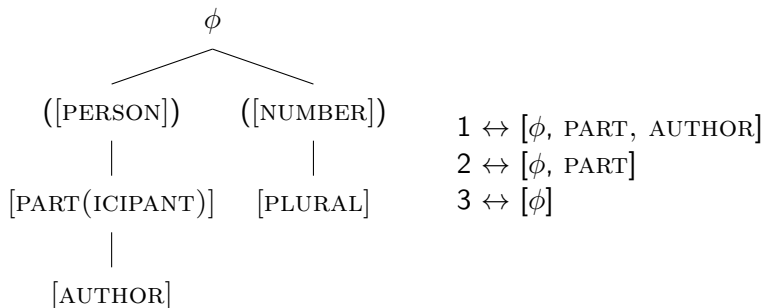 ϕ
([PERSON]) ([NUMBER])
[PART(ICIPANT)] [PLURAL]
[AUTHOR]
1 ↔ [ϕ, PART, AUTHOR]
2 ↔ [ϕ, PART]
3 ↔ [ϕ]